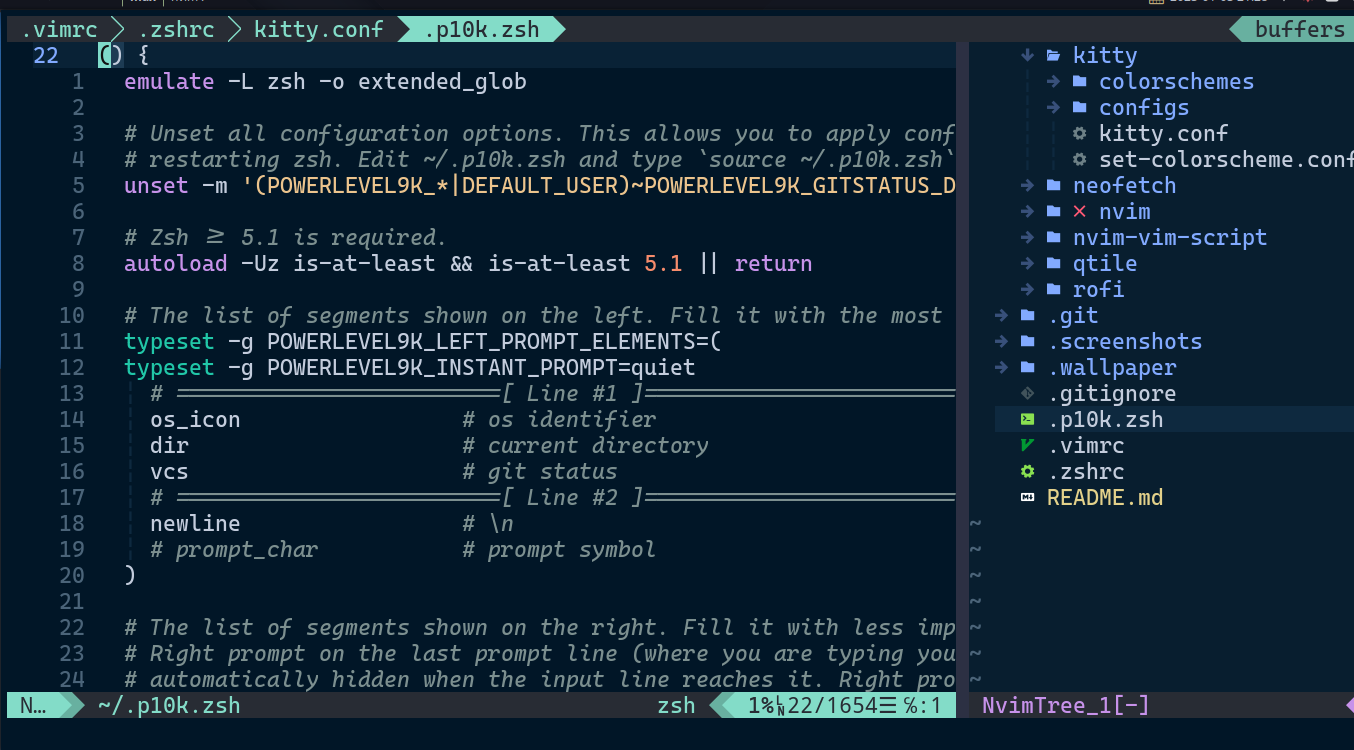 .vimrc .zshrc kitty.conf .p10k.zsh buffers
22 () {
1 emulate -L zsh -o extended_glob
2
3 # Unset all configuration options. This allows you to apply conf
4 # restarting zsh. Edit ~/.p10k.zsh and type `source ~/.p10k.zsh`
5 unset -m '(POWERLEVEL9K_*|DEFAULT_USER)~POWERLEVEL9K_GITSTATUS_D
6
7 # Zsh ≥ 5.1 is required.
8 autoload -Uz is-at-least && is-at-least 5.1 || return
9
10 # The list of segments shown on the left. Fill it with the most
11 typeset -g POWERLEVEL9K_LEFT_PROMPT_ELEMENTS=(
12 typeset -g POWERLEVEL9K_INSTANT_PROMPT=quiet
13 # =========================[ Line #1 ]========================
14 os_icon # os identifier
15 dir # current directory
16 vcs # git status
17 # =========================[ Line #2 ]========================
18 newline # \n
19 # prompt_char # prompt symbol
20 )
21
22 # The list of segments shown on the right. Fill it with less imp
23 # Right prompt on the last prompt line (where you are typing you
24 # automatically hidden when the input line reaches it. Right pro
N… ~/.p10k.zsh zsh 1% 22/1654☰ ℅:1
kitty
colorschemes
configs
kitty.conf
set-colorscheme.conf
neofetch
✗ nvim
nvim-vim-script
qtile
rofi
.git
.screenshots
.wallpaper
.gitignore
.p10k.zsh
.vimrc
.zshrc
README.md
~
~
~
~
~
~
~
NvimTree_1[-]